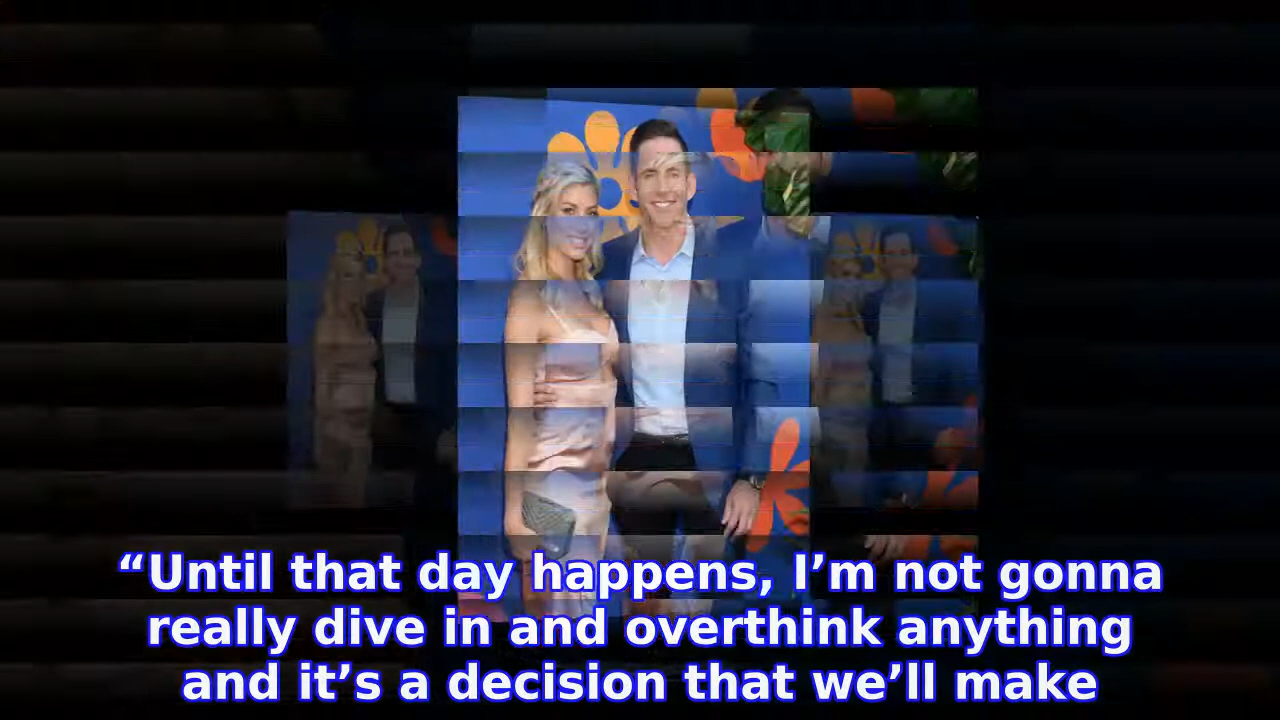 “Until that day happens, I’m not gonna
really dive in and overthink anything
and it’s a decision that we’ll make